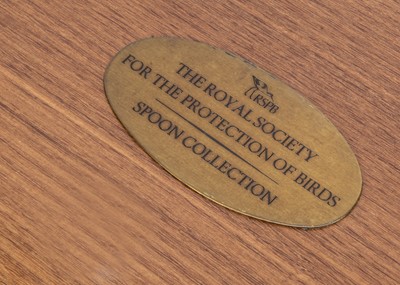 RSPB
THE ROYAL SOCIETY
FOR THE PROTECTION OF BIRDS
SPOON COLLECTION